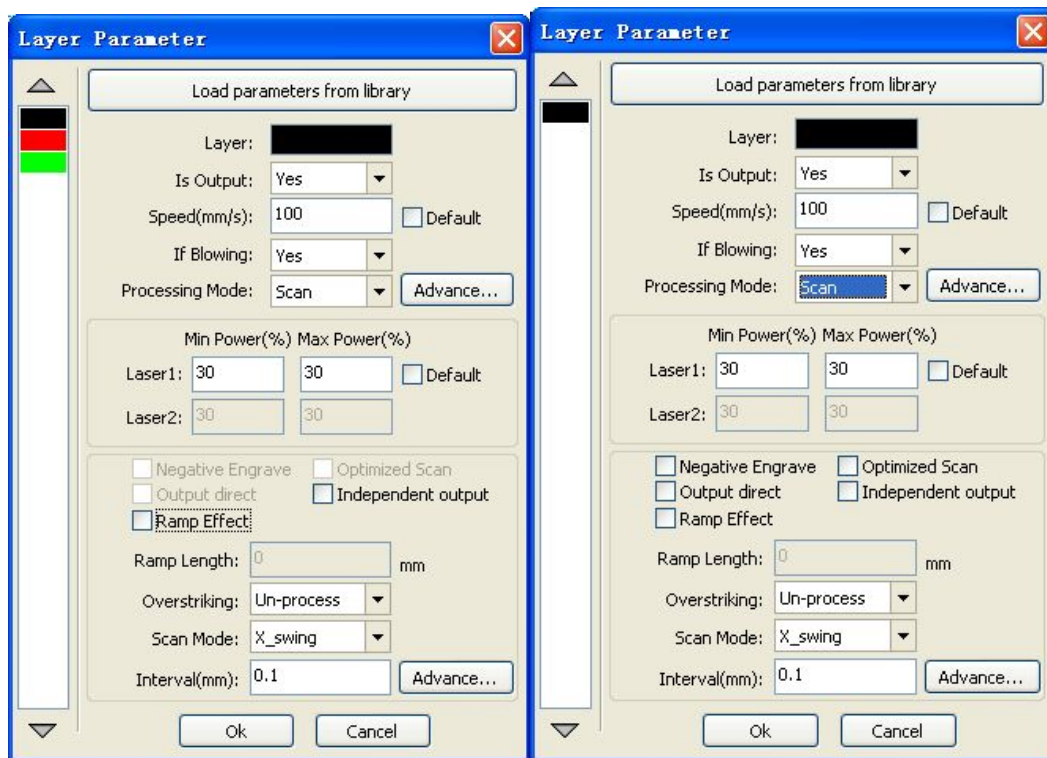 Layer Parameter
Load parameters from library
Layer:
Is Output: Yes
Speed(mm/s): 100 Default
If Blowing: Yes
Processing Mode: Scan Advance...
Min Power(%) Max Power(%)
Laser1: 30 30 Default
Laser2: 30 30
Negative Engrave Optimized Scan
Output direct Independent output
Ramp Effect
Ramp Length: 0 mm
Overstriking: Un-process
Scan Mode: X_swing
Interval(mm): 0.1 Advance...
Ok Cancel
Layer Parameter
Load parameters from library
Layer:
Is Output: Yes
Speed(mm/s): 100 Default
If Blowing: Yes
Processing Mode: Scan Advance...
Min Power(%) Max Power(%)
Laser1: 30 30 Default
Laser2: 30 30
Negative Engrave Optimized Scan
Output direct Independent output
Ramp Effect
Ramp Length: 0 mm
Overstriking: Un-process
Scan Mode: X_swing
Interval(mm): 0.1 Advance...
Ok Cancel